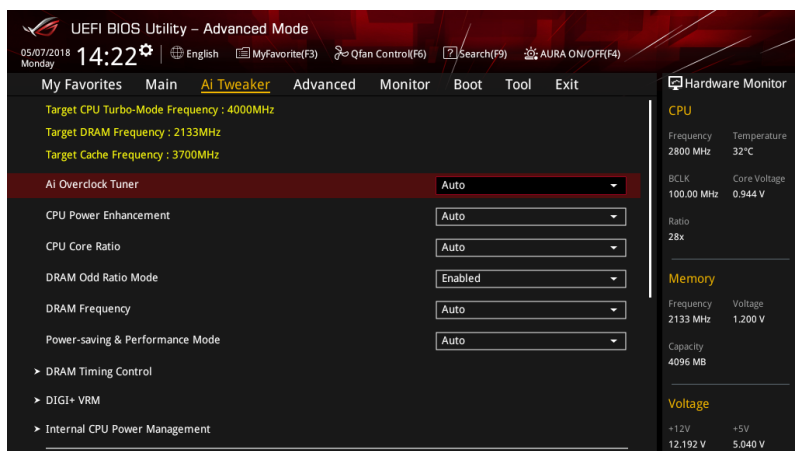 UEFI BIOS Utility – Advanced Mode
05/07/2018 Monday 14:22 English MyFavorite(F3) Qfan Control(F6) Search(F9) AURA ON/OFF(F4)
My Favorites Main Ai Tweaker Advanced Monitor Boot Tool Exit
Target CPU Turbo-Mode Frequency : 4000MHz
Target DRAM Frequency : 2133MHz
Target Cache Frequency : 3700MHz
Ai Overclock Tuner Auto
CPU Power Enhancement Auto
CPU Core Ratio Auto
DRAM Odd Ratio Mode Enabled
DRAM Frequency Auto
Power-saving & Performance Mode Auto
DRAM Timing Control
DIGI+ VRM
Internal CPU Power Management
Hardware Monitor
CPU
Frequency Temperature
2800 MHz 32°C
BCLK Core Voltage
100.00 MHz 0.944 V
Ratio
28x
Memory
Frequency Voltage
2133 MHz 1.200 V
Capacity
4096 MB
Voltage
+12V +5V
12.192 V 5.040 V